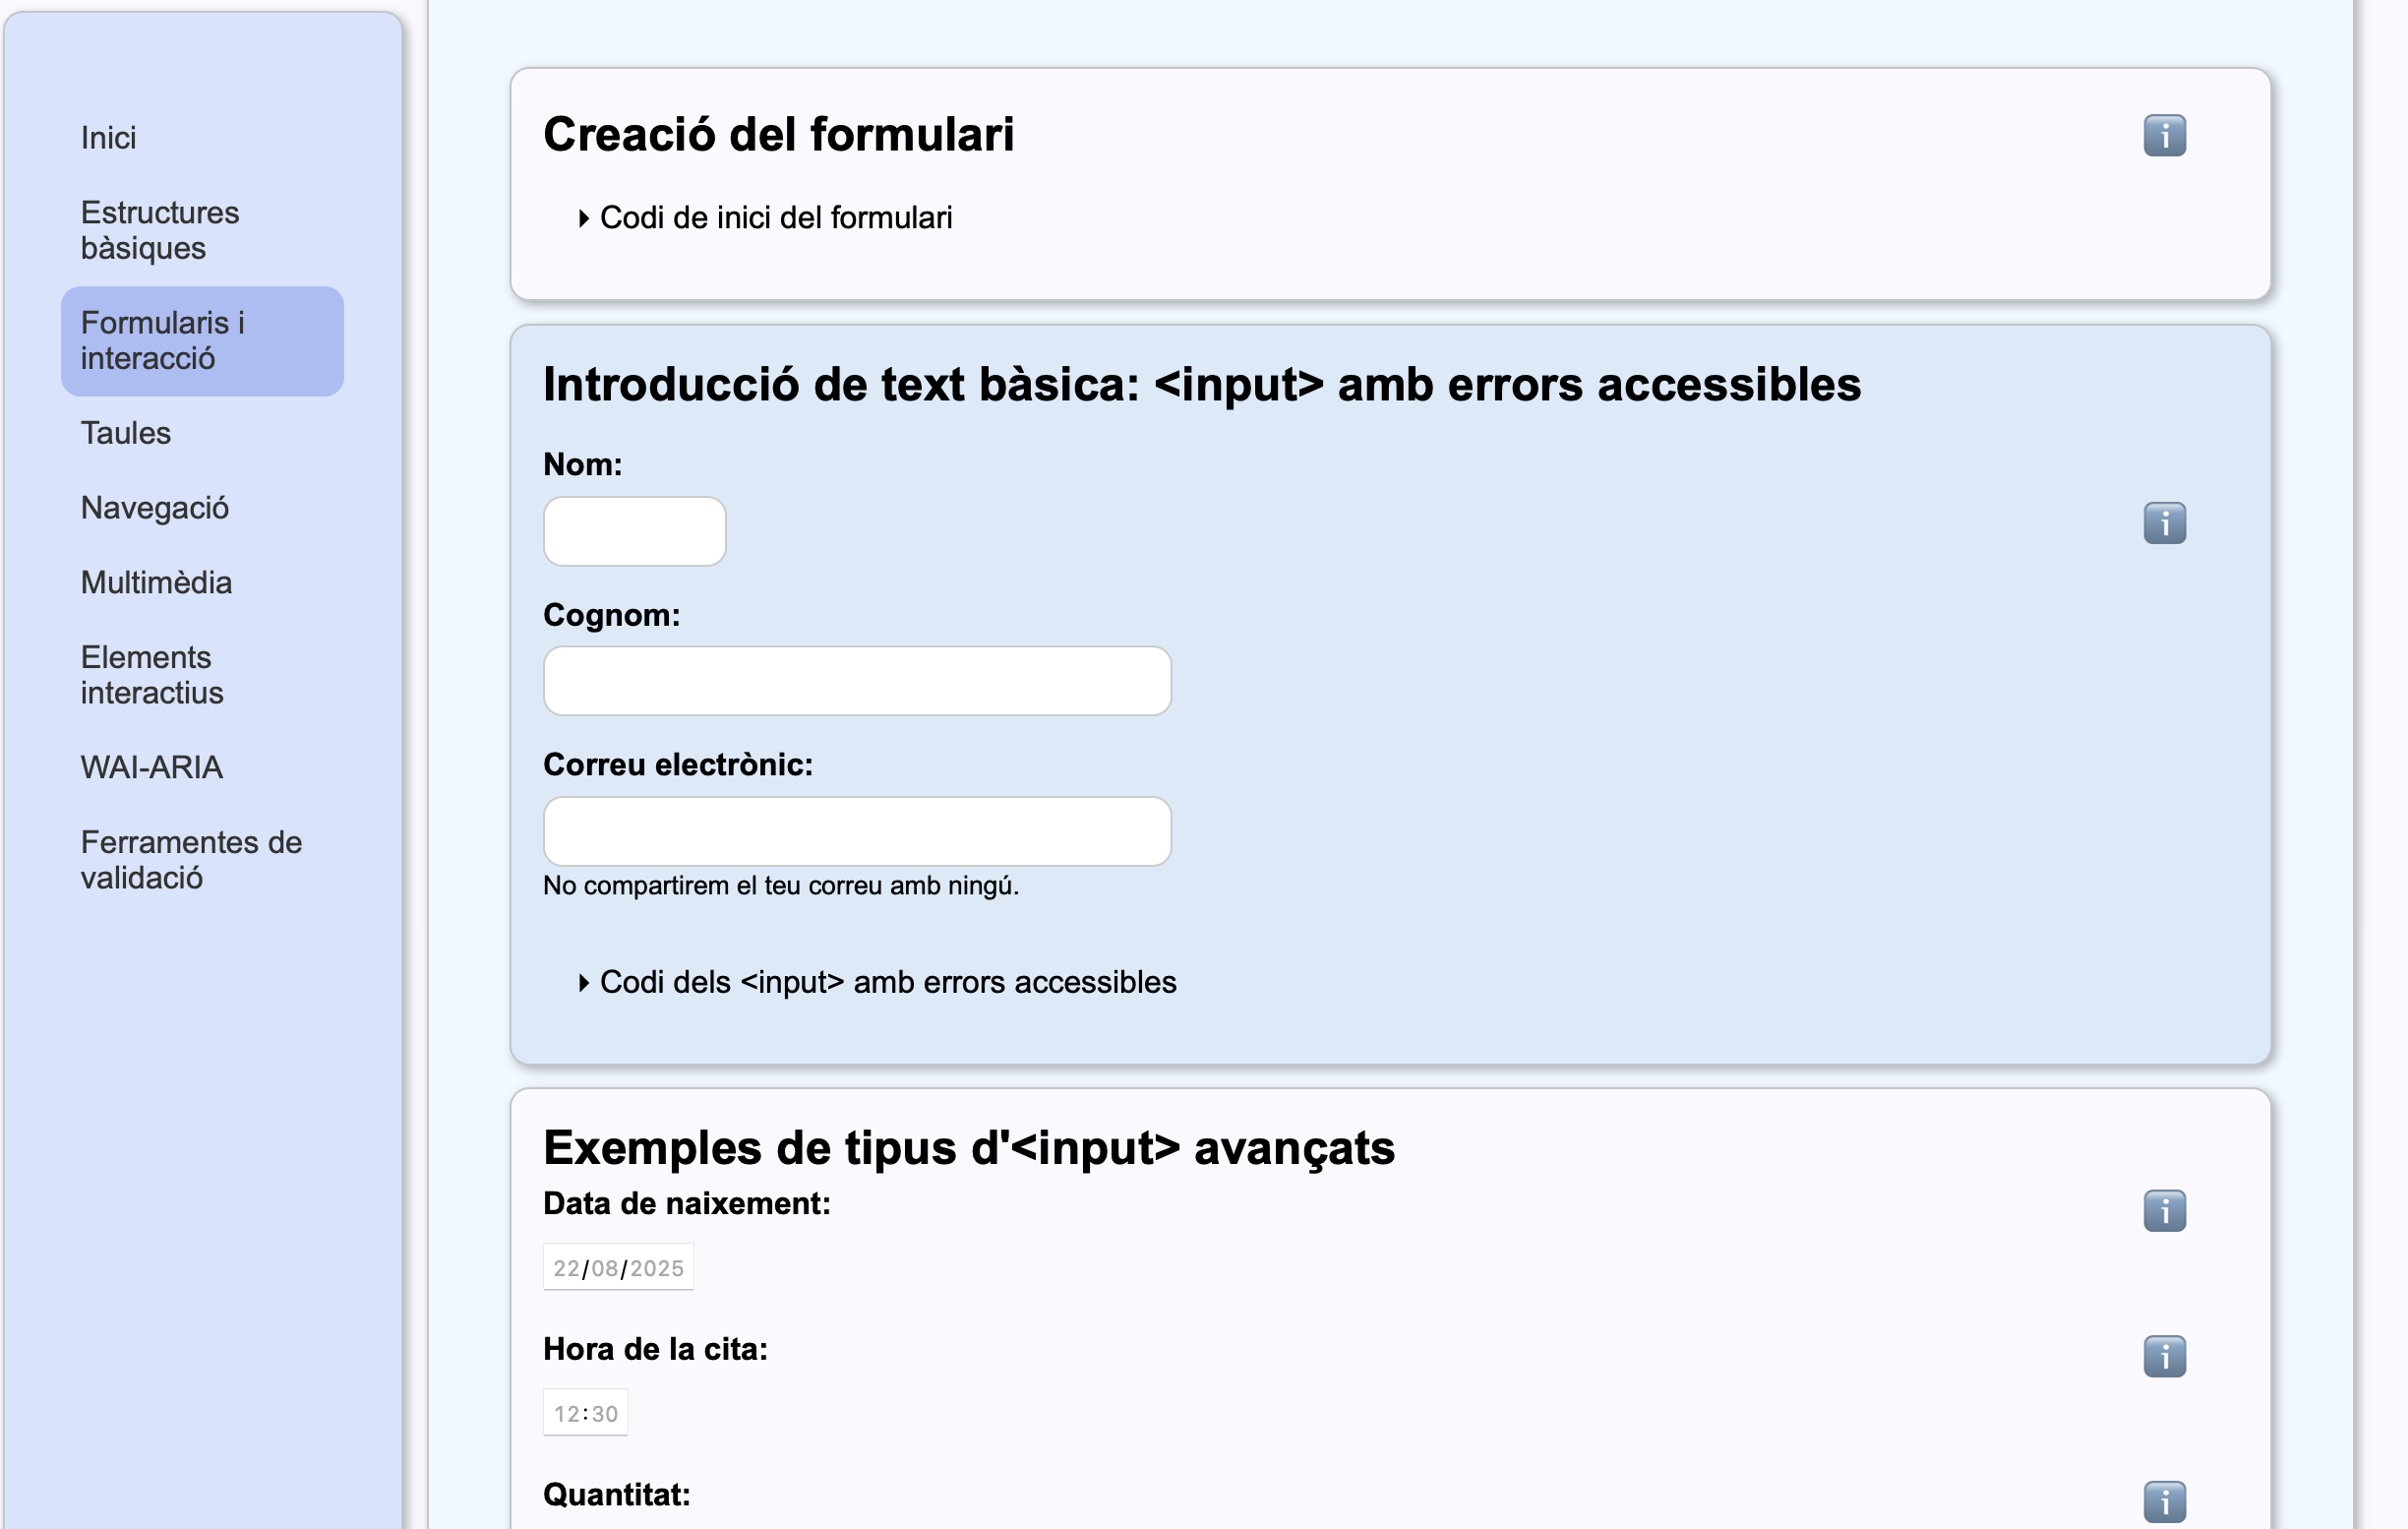 Inici
Estructures
bàsiques
Formularis i
interacció
Taules
Navegació
Multimèdia
Elements
interactius
WAI-ARIA
Ferramentes de
validació
Creació del formulari
i
Codi de inici del formulari
Introducció de text bàsica: <input> amb errors accessibles
Nom:
i
Cognom:
Correu electrònic:
No compartirem el teu correu amb ningú.
Codi dels <input> amb errors accessibles
Exemples de tipus d'<input> avançats
Data de naixement:
i
22/08/2025
Hora de la cita:
i
12:30
Quantitat:
i